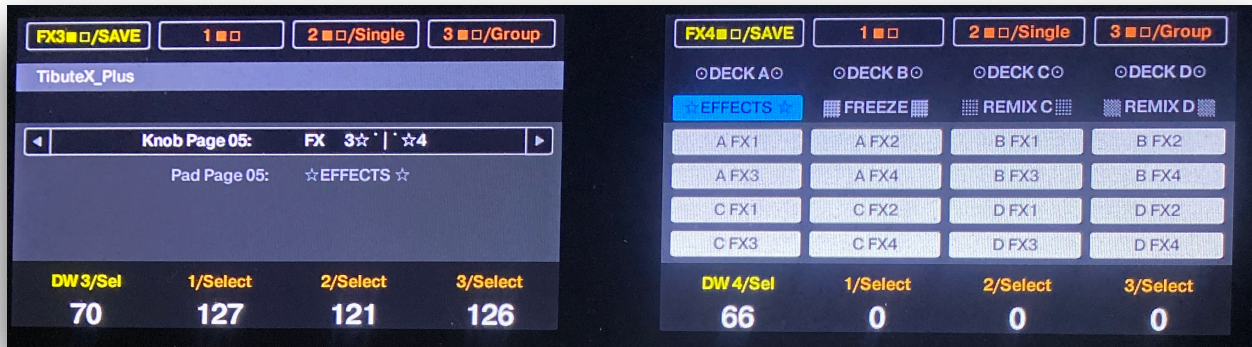 FX3■□/SAVE 1 ■□ 2 ■□/Single 3 ■□/Group
TibuteX_Plus
◄ Knob Page 05: FX 3☆˙|˙☆4 ►
Pad Page 05: ☆EFFECTS ☆
DW 3/Sel 1/Select 2/Select 3/Select
70 127 121 126
FX4■□/SAVE 1 ■□ 2 ■□/Single 3 ■□/Group
⊙DECK A⊙ ⊙DECK B⊙ ⊙DECK C⊙ ⊙DECK D⊙
☆EFFECTS ☆ ▦ FREEZE ▦ ▦ REMIX C ▦ ▩ REMIX D ▩
A FX1 A FX2 B FX1 B FX2
A FX3 A FX4 B FX3 B FX4
C FX1 C FX2 D FX1 D FX2
C FX3 C FX4 D FX3 D FX4
DW 4/Sel 1/Select 2/Select 3/Select
66 0 0 0